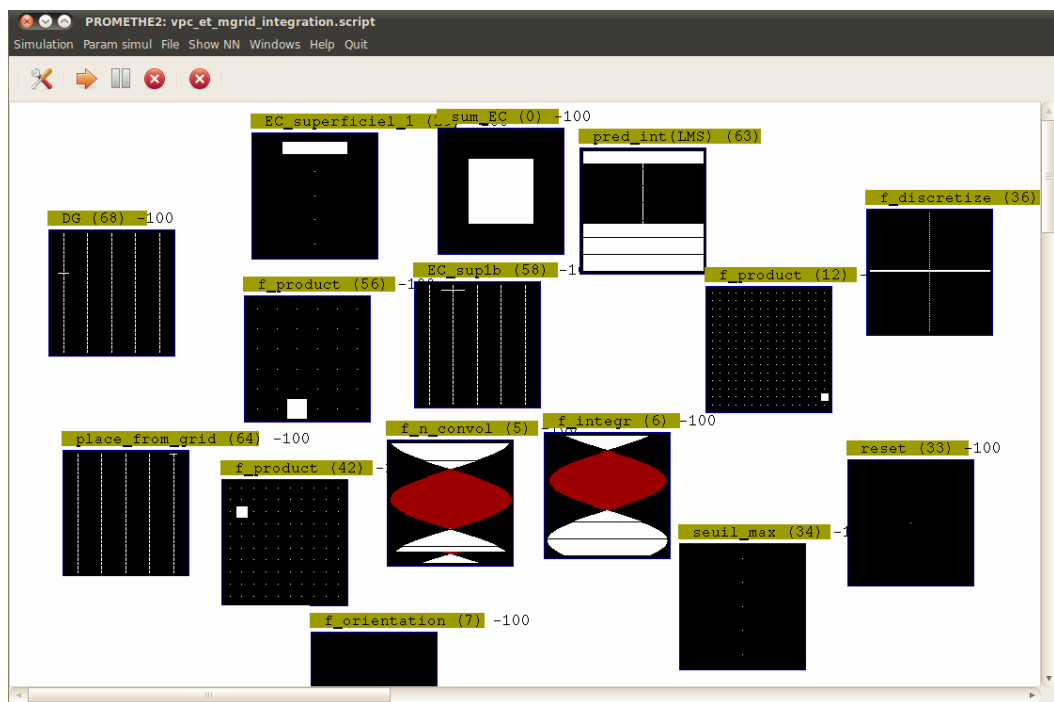 PROMETHE2: vpc_et_mgrid_integration.script
Simulation Param simul File Show NN Windows Help Quit
EC_superficiel_1
sum_EC (0) -100
pred_int(LMS) (63)
f_discretize (36)
DG (68) -100
EC_sup1b (58)
f_product (12)
f_product (56)
f_n_convol (5)
f_integr (6) -100
place_from_grid (64) -100
f_product (42)
reset (33) -100
seuil_max (34)
f_orientation (7) -100